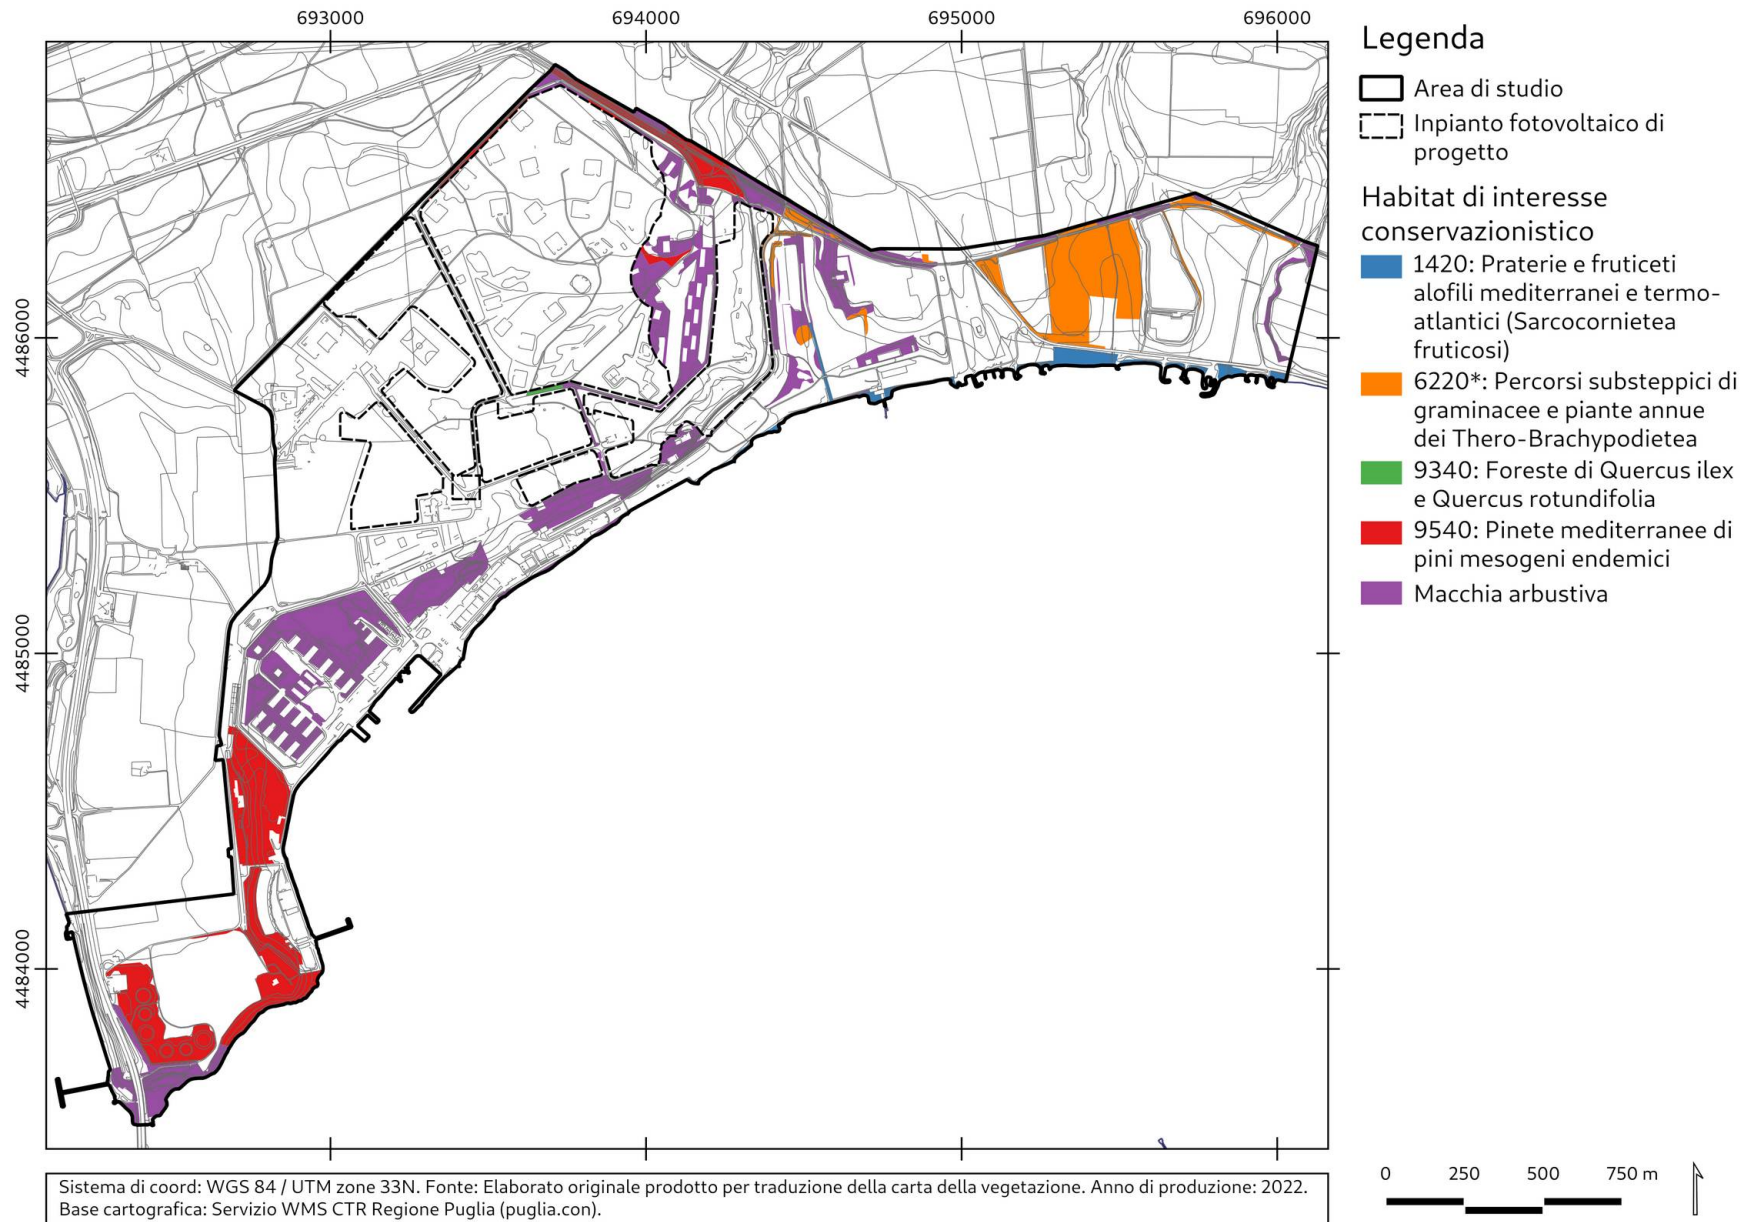 693000
694000
695000
696000
4486000
4485000
4484000
Legenda
Area di studio
Inpianto fotovoltaico di
progetto
Habitat di interesse
conservazionistico
1420: Praterie e fruticeti
alofili mediterranei e termo-
atlantici (Sarcocornietea
fruticosi)
6220*: Percorsi substeppici di
graminacee e piante annue
dei Thero-Brachypodietea
9340: Foreste di Quercus ilex
e Quercus rotundifolia
9540: Pinete mediterranee di
pini mesogeni endemici
Macchia arbustiva
0 250 500 750 m
Sistema di coord: WGS 84 / UTM zone 33N. Fonte: Elaborato originale prodotto per traduzione della carta della vegetazione. Anno di produzione: 2022.
Base cartografica: Servizio WMS CTR Regione Puglia (puglia.con).